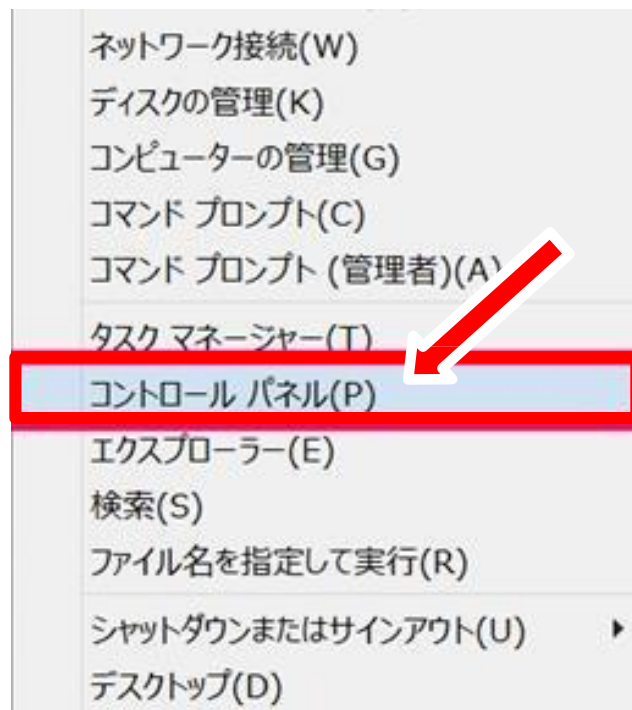 ネットワーク接続(W)
ディスクの管理(K)
コンピューターの管理(G)
コマンド プロンプト(C)
コマンド プロンプト (管理者)(A)
タスク マネージャー(T)
コントロール パネル(P)
エクスプローラー(E)
検索(S)
ファイル名を指定して実行(R)
シャットダウンまたはサインアウト(U)
デスクトップ(D)